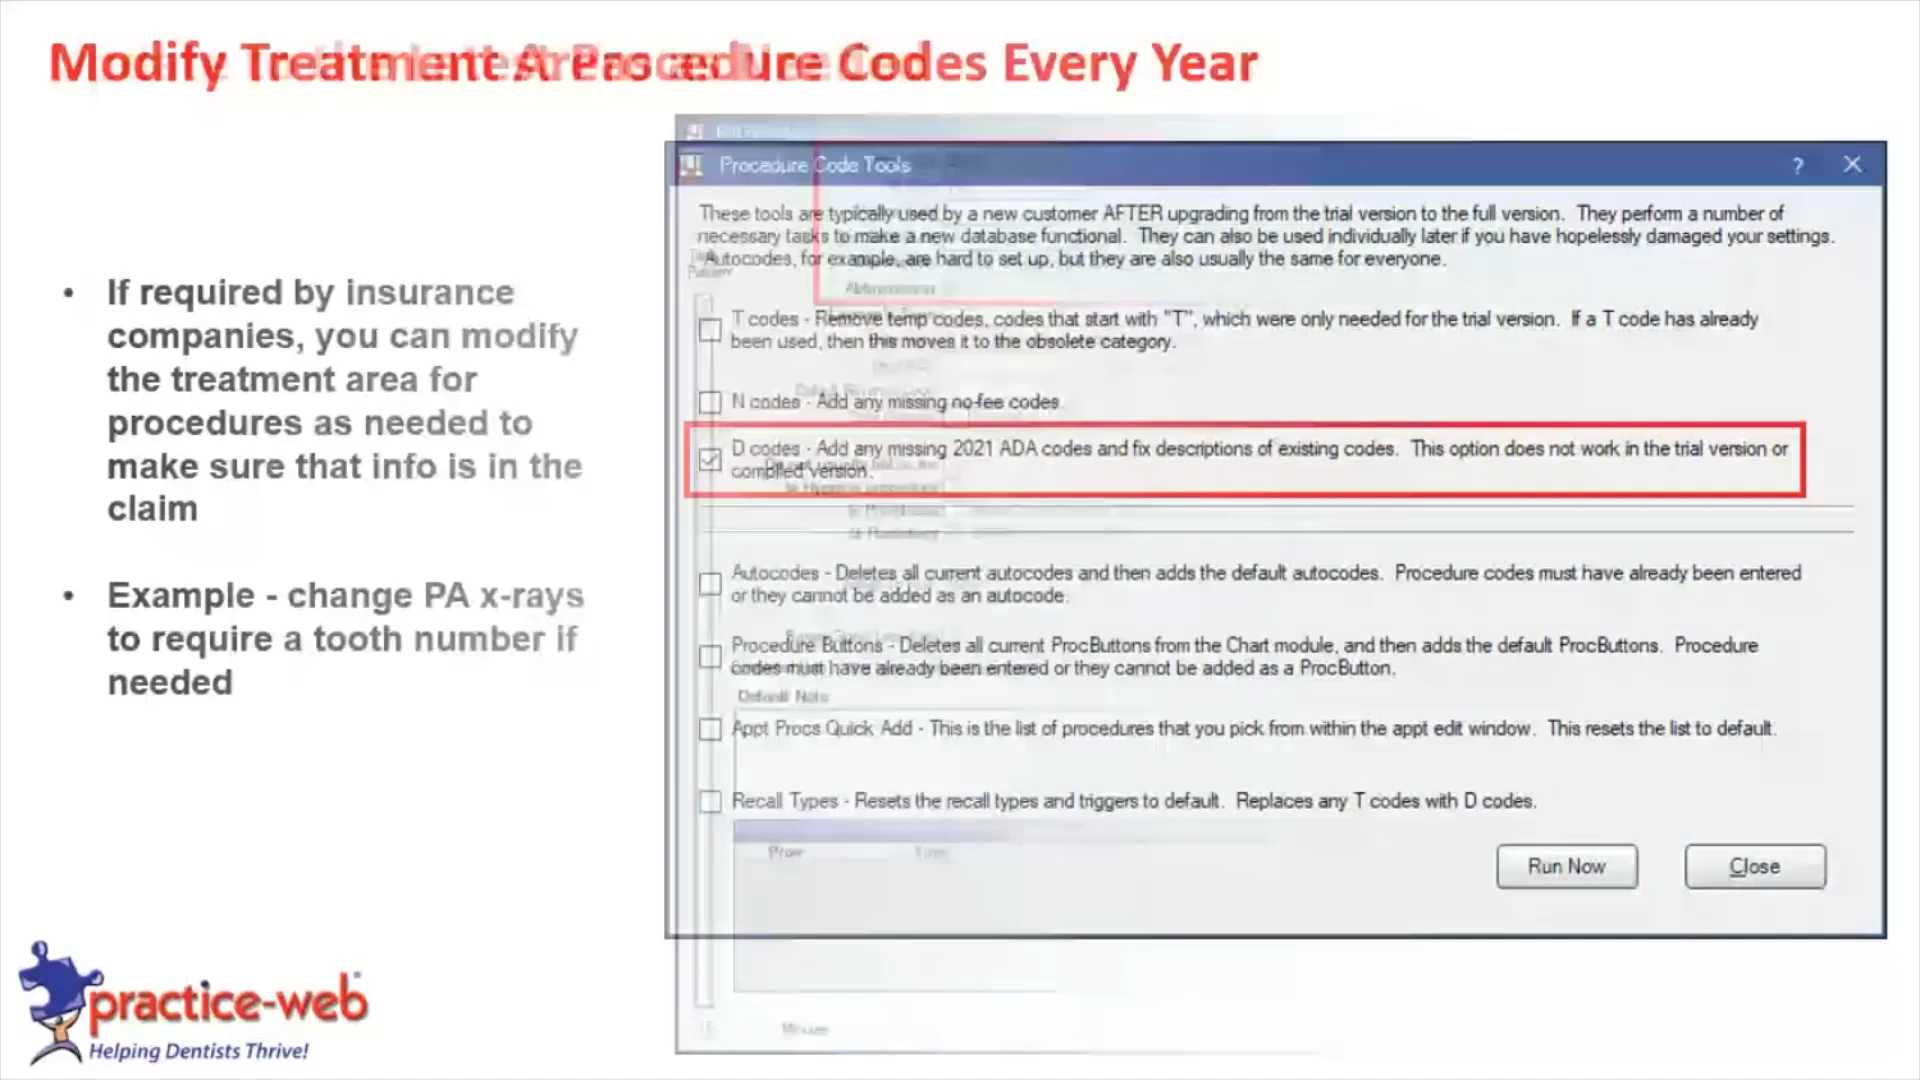 Modify Treatment Area Procedure Codes Every Year
Procedure Code Tools
?
These tools are typically used by a new customer AFTER upgrading from the trial version to the full version. They perform a number of
necessary tasks to make a new database functional. They can also be used individually later if you have hopelessly damaged your settings.
Autocodes, for example, are hard to set up, but they are also usually the same for everyone.
Abbreviation
• If required by insurance
companies, you can modify
the treatment area for
procedures as needed to
make sure that info is in the
claim
• Example - change PA x-rays
to require a tooth number if
needed
T codes - Remove temp codes, codes that start with "T", which were only needed for the trial version. If a T code has already
been used, then this moves it to the obsolete category.
N codes - Add any missing no-fee codes.
D codes - Add any missing 2021 ADA codes and fix descriptions of existing codes. This option does not work in the trial version or
compiled version.
Is Prosthesis
Is Radiology
Autocodes - Deletes all current autocodes and then adds the default autocodes. Procedure codes must have already been entered
or they cannot be added as an autocode.
Procedure Buttons - Deletes all current ProcButtons from the Chart module, and then adds the default ProcButtons. Procedure
codes must have already been entered or they cannot be added as a ProcButton.
Default Note
Appt Procs Quick Add - This is the list of procedures that you pick from within the appt edit window. This resets the list to default.
Recall Types - Resets the recall types and triggers to default. Replaces any T codes with D codes.
Prov
Run Now
Close
Minutes
practice-web
Helping Dentists Thrive!